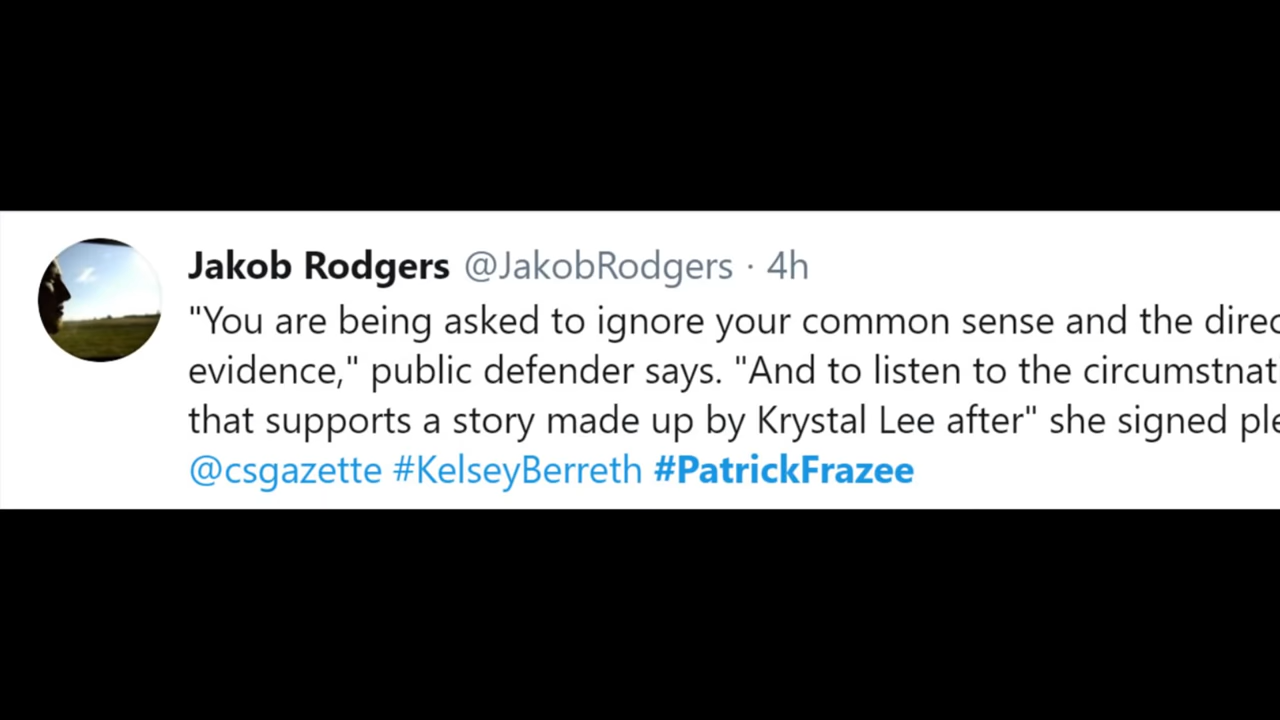 Jakob Rodgers @JakobRodgers · 4h
"You are being asked to ignore your common sense and the direc
evidence," public defender says. "And to listen to the circumstnat
that supports a story made up by Krystal Lee after" she signed ple
@csgazette #KelseyBerreth #PatrickFrazee